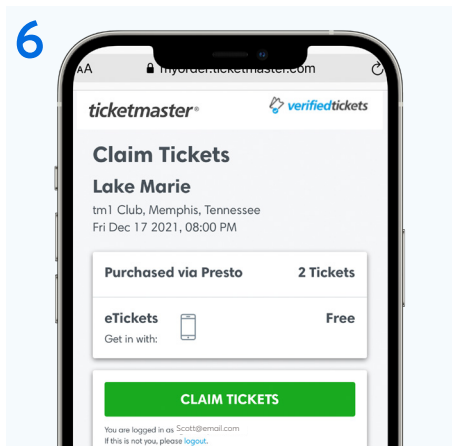 6
AA myorder.ticketmaster.com
ticketmaster® verifiedtickets
Claim Tickets
Lake Marie
tm1 Club, Memphis, Tennessee
Fri Dec 17 2021, 08:00 PM
Purchased via Presto 2 Tickets
eTickets Free
Get in with:
CLAIM TICKETS
You are logged in as Scott@email.com
If this is not you, please logout.